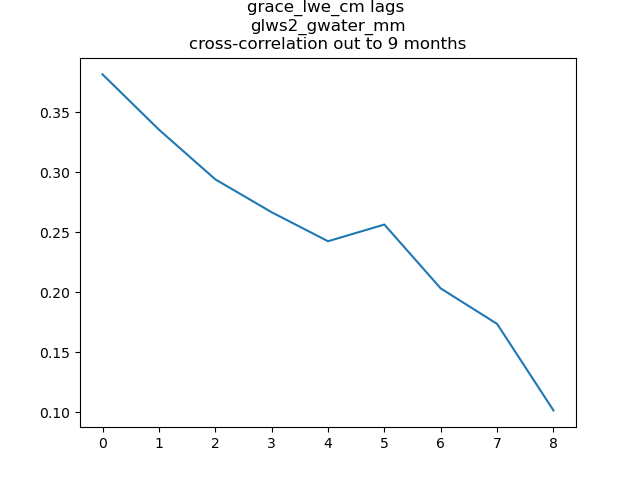 grace_lwe_cm lags
glws2_gwater_mm
cross-correlation out to 9 months
0.35
0.30
0.25
0.20
0.15
0.10
0 1 2 3 4 5 6 7 8